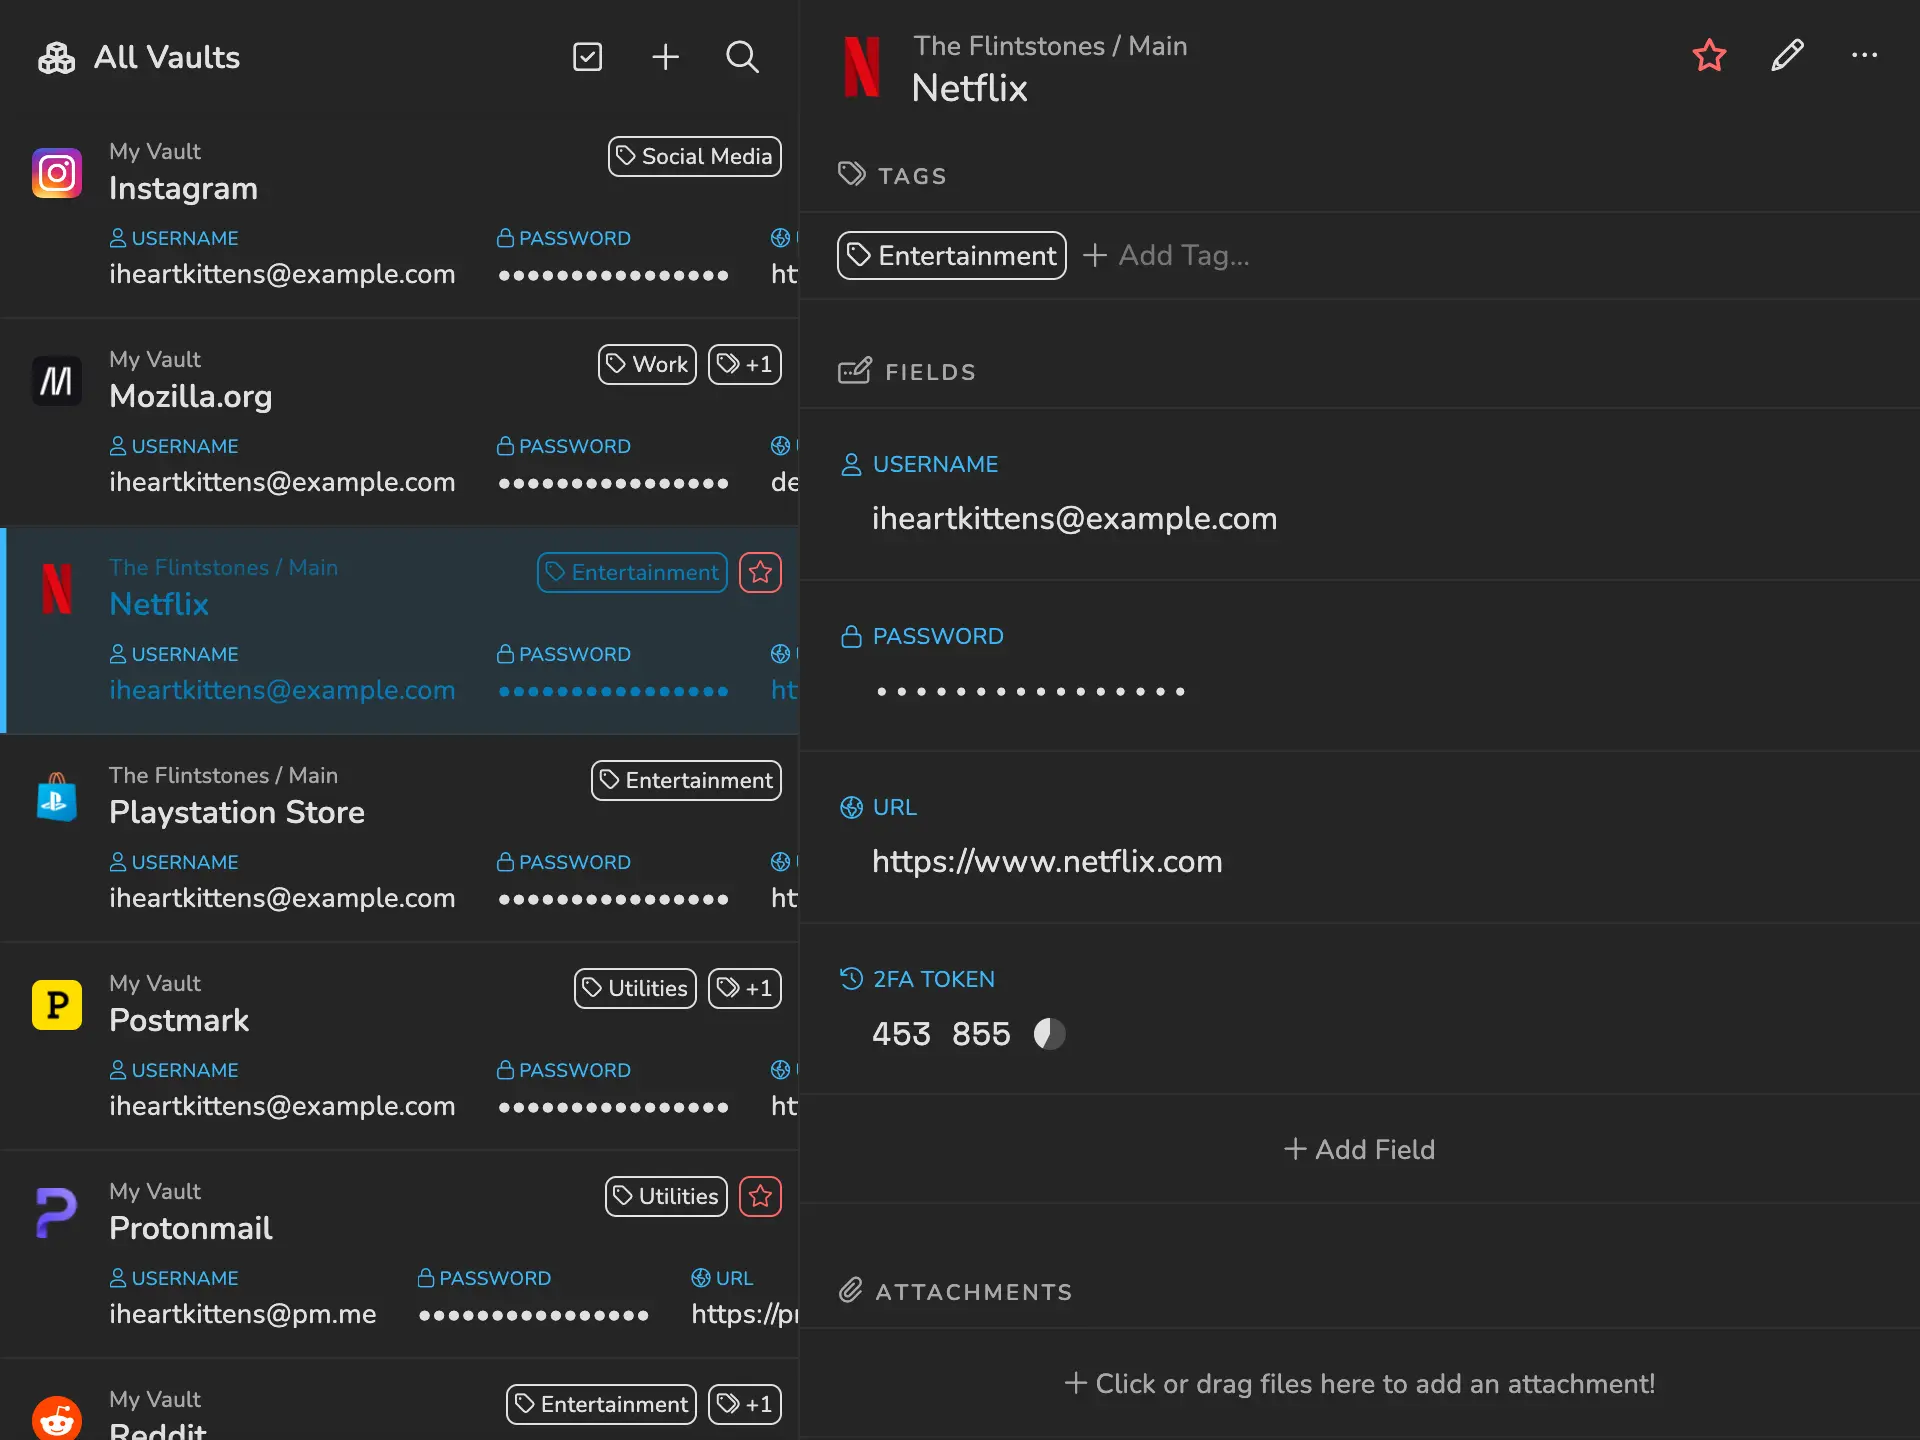 All Vaults
My Vault
Social Media
Instagram
USERNAME
PASSWORD
iheartkittens@example.com
ht
My Vault
Work
+1
Mozilla.org
USERNAME
PASSWORD
iheartkittens@example.com
de
The Flintstones / Main
Entertainment
Netflix
USERNAME
PASSWORD
iheartkittens@example.com
ht
The Flintstones / Main
Entertainment
Playstation Store
USERNAME
PASSWORD
iheartkittens@example.com
ht
My Vault
Utilities
+1
Postmark
USERNAME
PASSWORD
iheartkittens@example.com
ht
My Vault
Utilities
Protonmail
USERNAME
PASSWORD
URL
iheartkittens@pm.me
https://pr
My Vault
Entertainment
+1
Reddit
The Flintstones / Main
Netflix
TAGS
Entertainment
Add Tag...
FIELDS
USERNAME
iheartkittens@example.com
PASSWORD
URL
https://www.netflix.com
2FA TOKEN
453 855
Add Field
ATTACHMENTS
Click or drag files here to add an attachment!